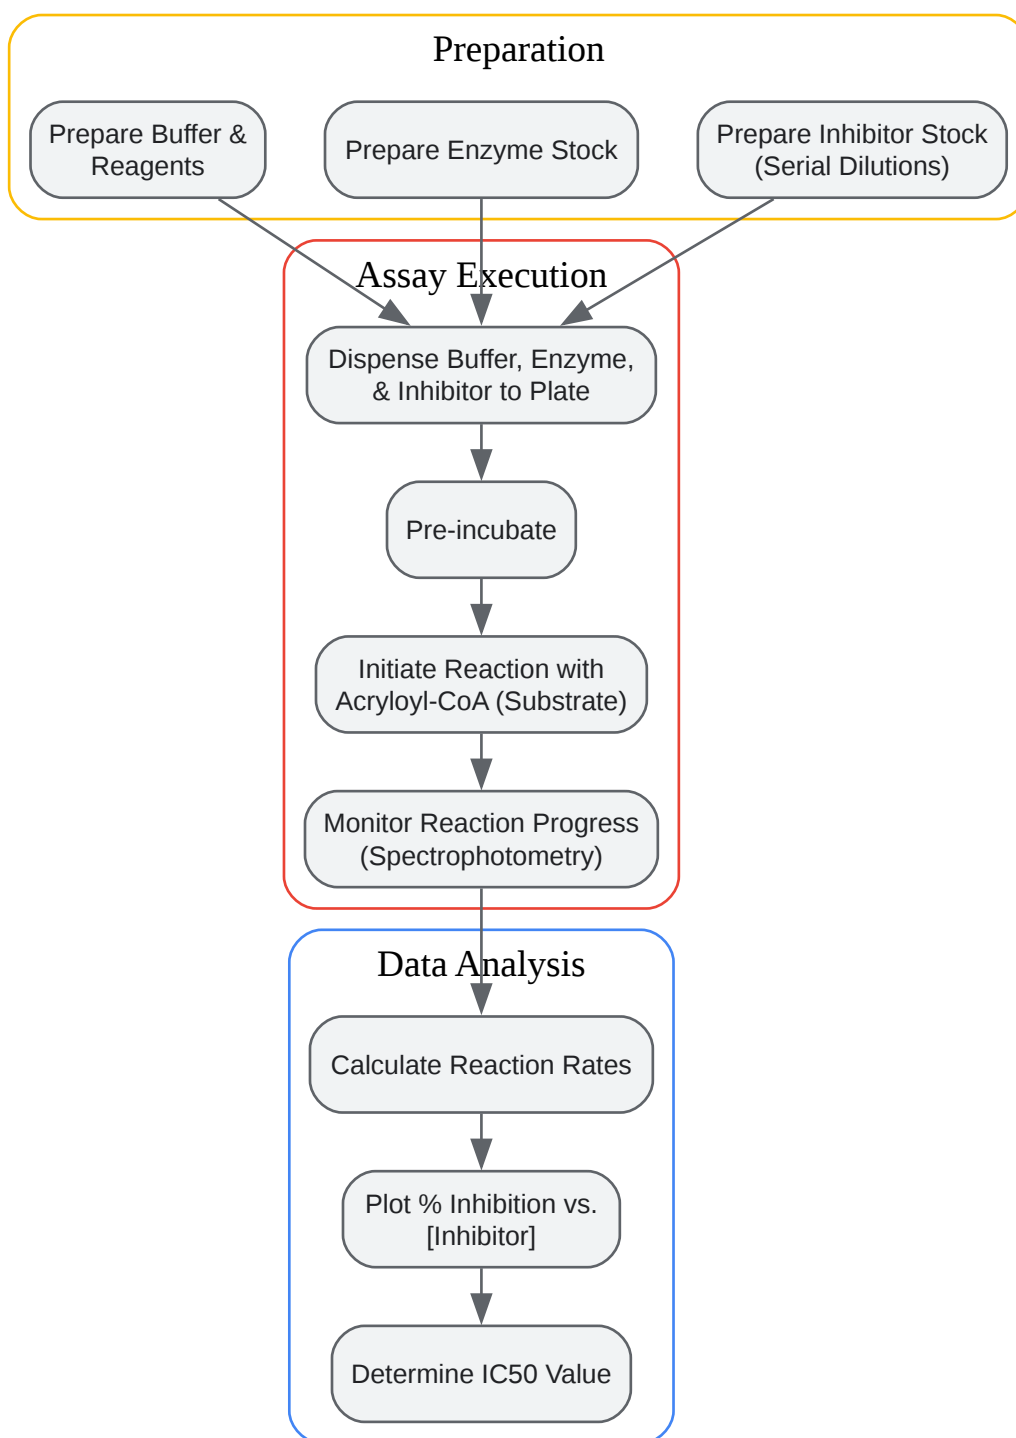 Preparation
Prepare Buffer &
Reagents
Prepare Enzyme Stock
Prepare Inhibitor Stock
(Serial Dilutions)
Assay Execution
Dispense Buffer, Enzyme,
& Inhibitor to Plate
Pre-incubate
Initiate Reaction with
Acryloyl-CoA (Substrate)
Monitor Reaction Progress
(Spectrophotometry)
Data Analysis
Calculate Reaction Rates
Plot % Inhibition vs.
[Inhibitor]
Determine IC50 Value